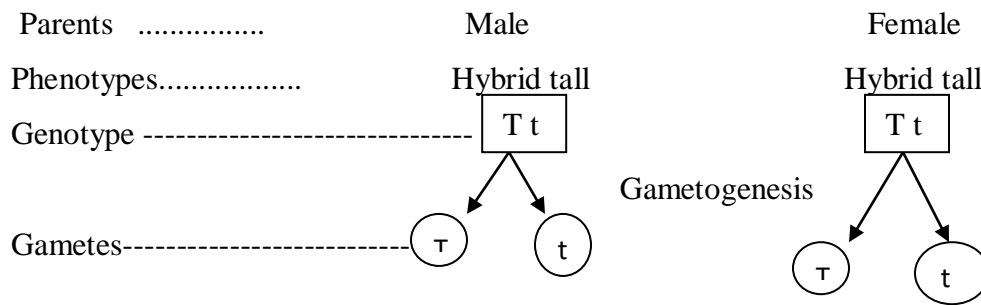 Parents ................ Male Female
Phenotypes.................. Hybrid tall Hybrid tall
Genotype ------------------------------ T t T t
Gametogenesis
Gametes-------------------------- T t T t